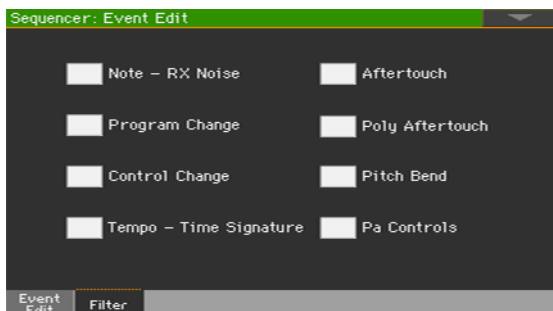 Sequencer: Event Edit
Note – RX Noise
Aftertouch
Program Change
Poly Aftertouch
Control Change
Pitch Bend
Tempo – Time Signature
Pa Controls
Event
Edit
Filter